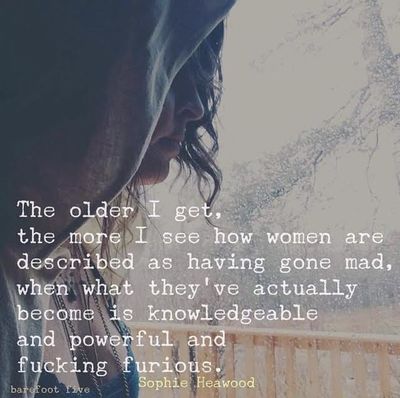 The older I get,
the more I see how women are
described as having gone mad,
when what they've actually
become is knowledgeable
and powerful and
fucking furious.
Sophie Heawood
barefoot five